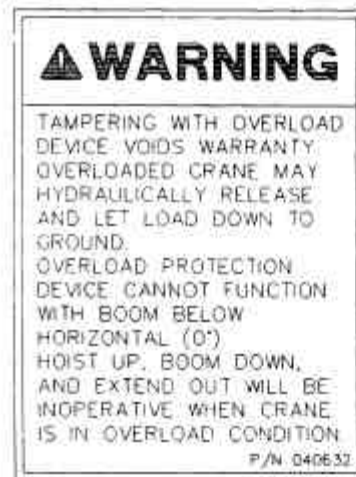 WARNING
TAMPERING WITH OVERLOAD
DEVICE VOIDS WARRANTY
OVERLOADED CRANE MAY
HYDRAULICALLY RELEASE
AND LET LOAD DOWN TO
GROUND.
OVERLOAD PROTECTION
DEVICE CANNOT FUNCTION
WITH BOOM BELOW
HORIZONTAL (0°)
HOIST UP, BOOM DOWN,
AND EXTEND OUT WILL BE
INOPERATIVE WHEN CRANE
IS IN OVERLOAD CONDITION
P/N 040632